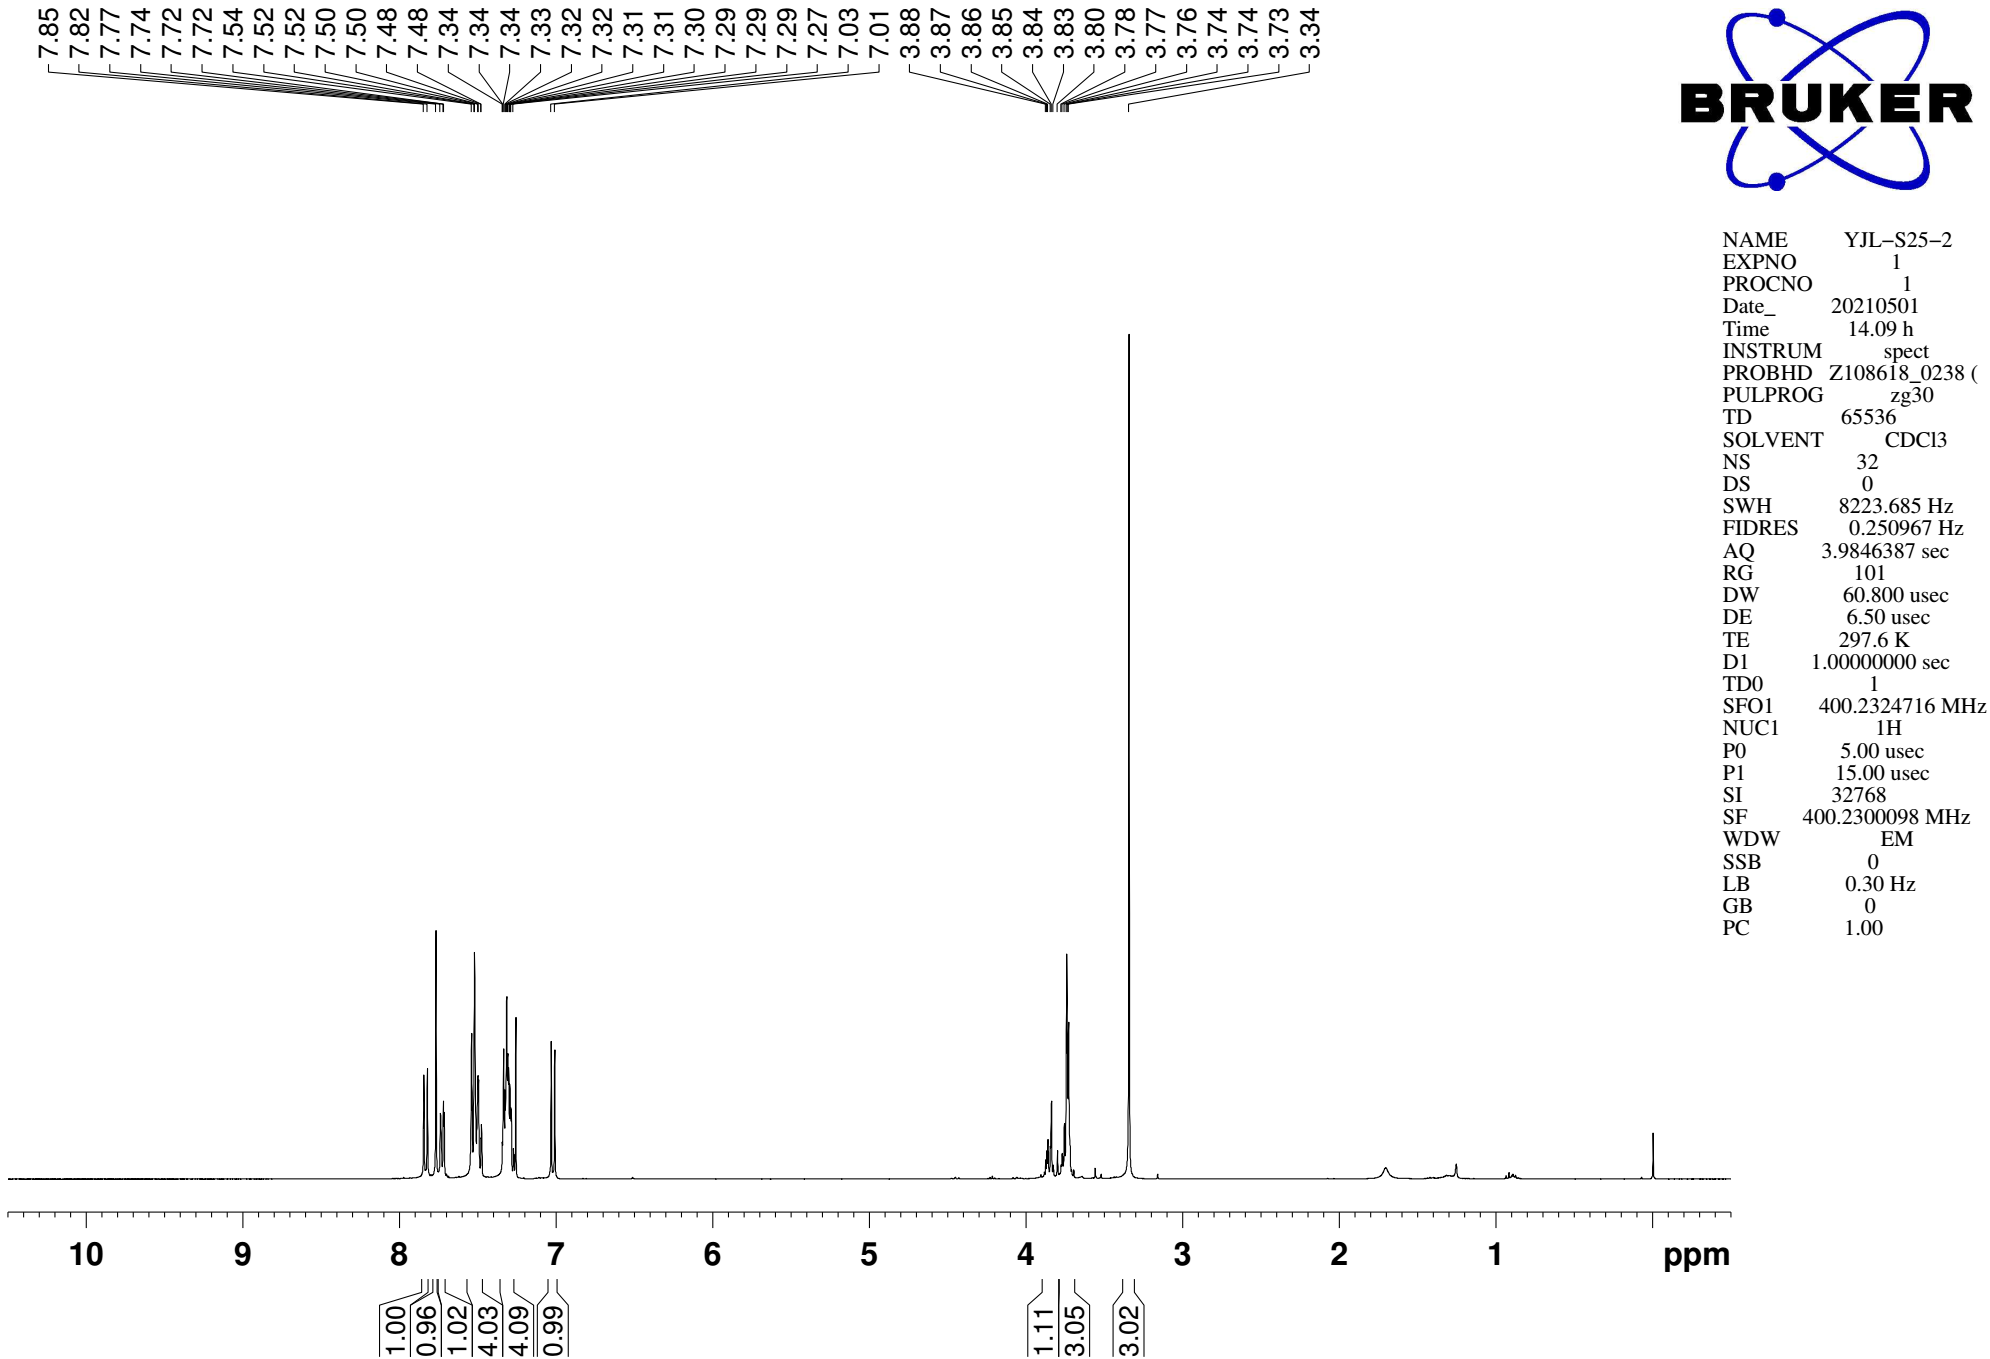 7.85
7.82
7.77
7.74
7.72
7.72
7.54
7.52
7.52
7.50
7.50
7.48
7.48
7.34
7.34
7.34
7.33
7.32
7.32
7.31
7.31
7.30
7.29
7.29
7.29
7.27
7.03
7.01
3.88
3.87
3.86
3.85
3.84
3.83
3.80
3.78
3.77
3.76
3.74
3.74
3.73
3.34
BRUKER
NAME YJL-S25-2
EXPNO 1
PROCNO 1
Date_ 20210501
Time 14.09 h
INSTRUM spect
PROBHD Z108618_0238 (
PULPROG zg30
TD 65536
SOLVENT CDCl3
NS 32
DS 0
SWH 8223.685 Hz
FIDRES 0.250967 Hz
AQ 3.9846387 sec
RG 101
DW 60.800 usec
DE 6.50 usec
TE 297.6 K
D1 1.00000000 sec
TD0 1
SFO1 400.2324716 MHz
NUC1 1H
P0 5.00 usec
P1 15.00 usec
SI 32768
SF 400.2300098 MHz
WDW EM
SSB 0
LB 0.30 Hz
GB 0
PC 1.00
10 9 8 7 6 5 4 3 2 1 ppm
1.00
0.96
1.02
4.03
4.09
0.99
1.11
3.05
3.02